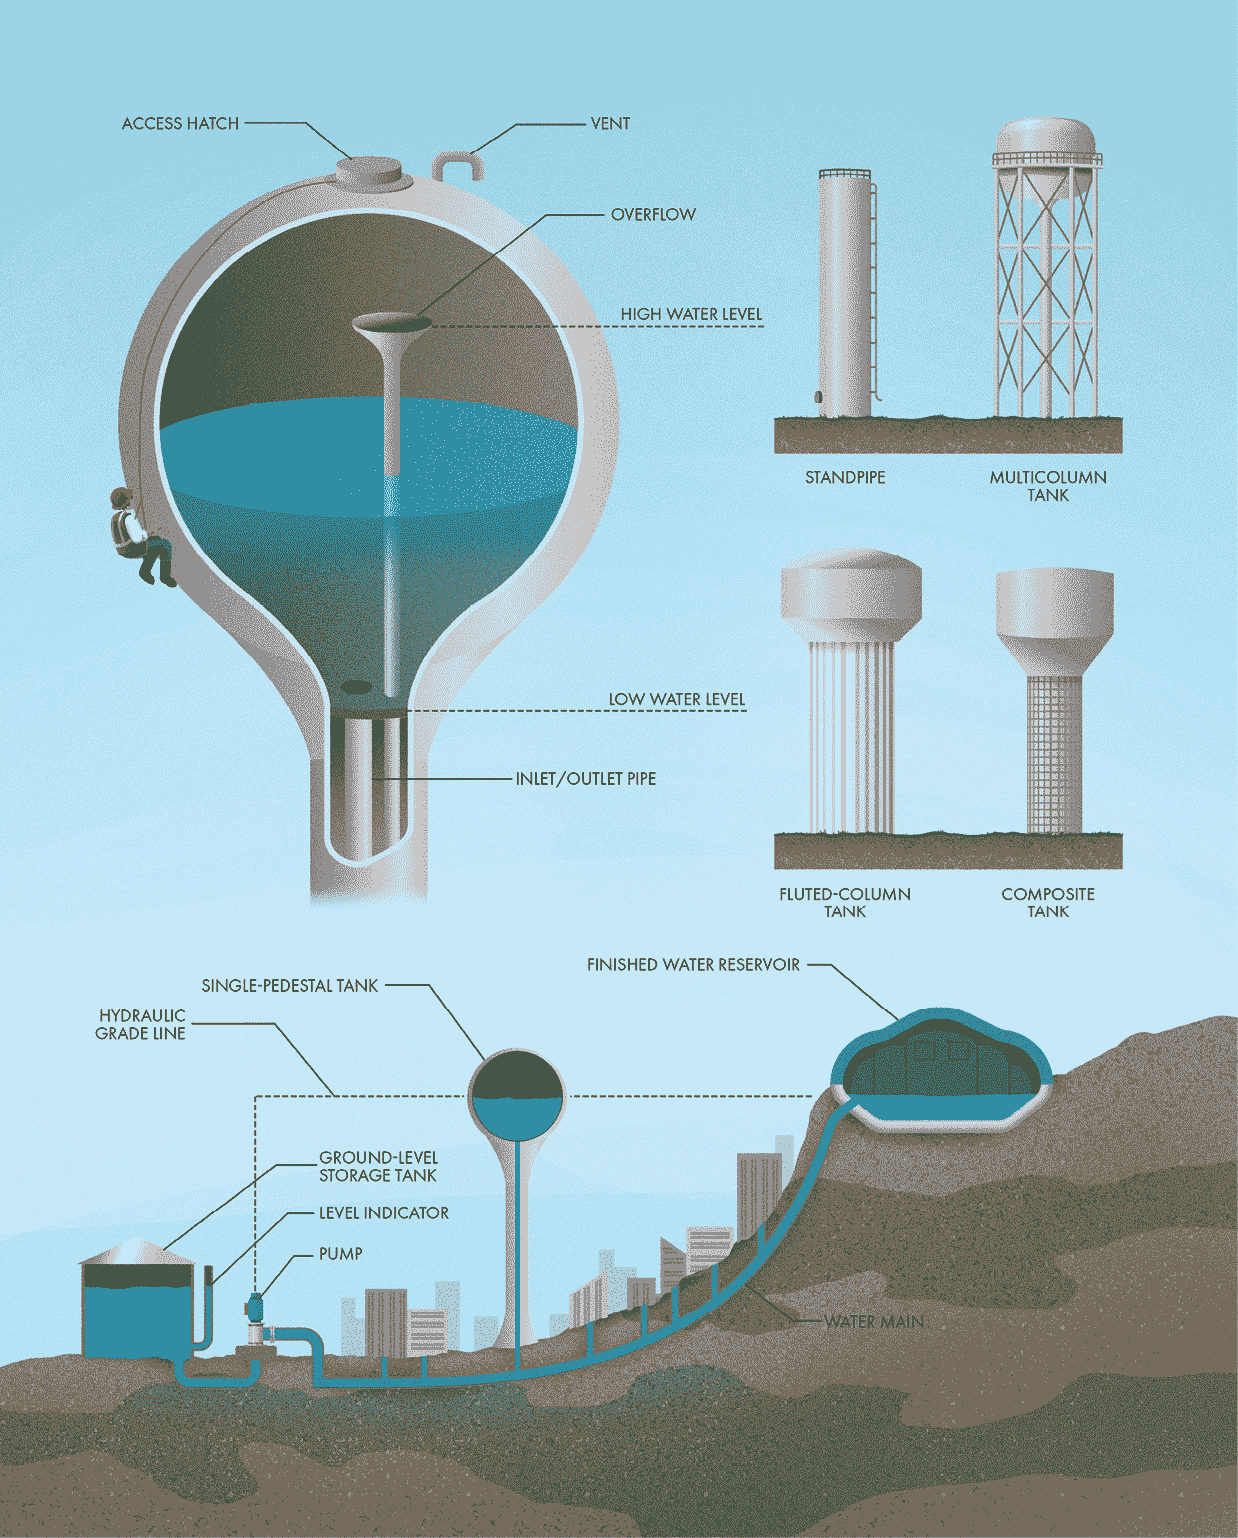 ACCESS HATCH
VENT
OVERFLOW
HIGH WATER LEVEL
STANDPIPE
MULTICOLUMN
TANK
LOW WATER LEVEL
INLET/OUTLET PIPE
FLUTED-COLUMN
TANK
COMPOSITE
TANK
FINISHED WATER RESERVOIR
SINGLE-PEDESTAL TANK
HYDRAULIC
GRADE LINE
GROUND-LEVEL
STORAGE TANK
LEVEL INDICATOR
PUMP
WATER MAIN